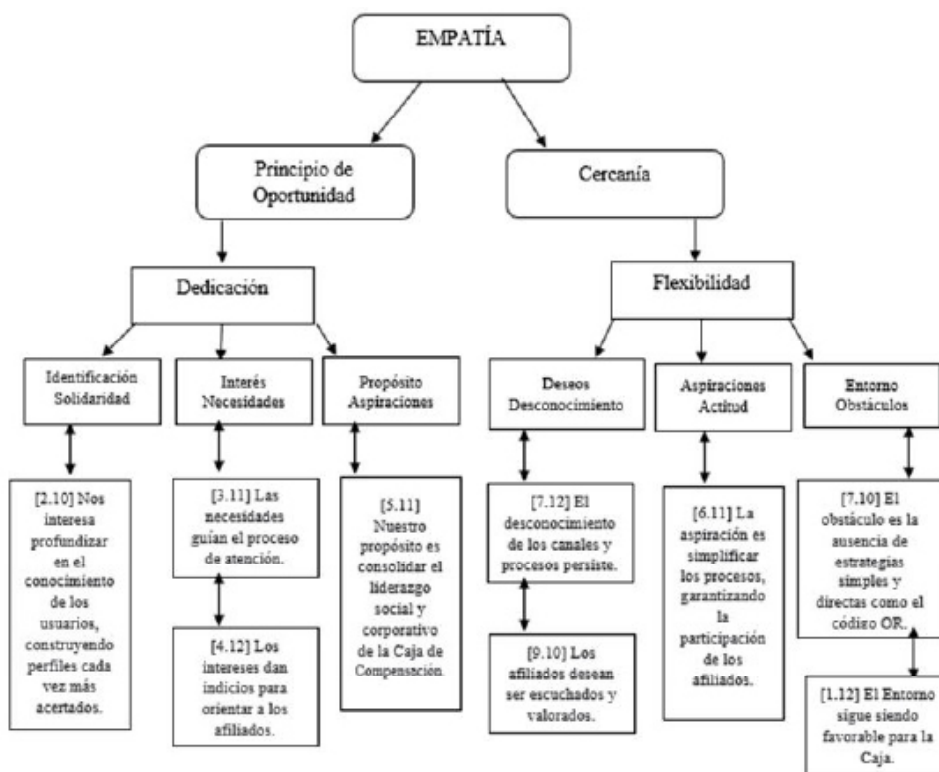 EMPATÍA
Principio de
Oportunidad
Cercanía
Dedicación
Flexibilidad
Identificación
Solidaridad
Interés
Necesidades
Propósito
Aspiraciones
Deseos
Desconocimiento
Aspiraciones
Actitud
Entorno
Obstáculos
[2.10] Nos
interesa
profundizar
en el
conocimiento
de los
usuarios,
construyendo
perfiles cada
vez más
acertados.
[3.11] Las
necesidades
guían el proceso
de atención.
[4.12] Los
intereses dan
indicios para
orientar a los
afiliados.
[5.11]
Nuestro
propósito es
consolidar el
liderazgo
social y
corporativo
de la Caja de
Compensación.
[7.12] El
desconocimiento
de los canales y
procesos persiste.
[9.10] Los
afiliados desean
ser escuchados y
valorados.
[6.11] La
aspiración es
simplificar
los procesos,
garantizando
la
participación
de los
afiliados.
[7.10] El
obstáculo es la
ausencia de
estrategias
simples y
directas como el
código OR.
[1.12] El Entorno
sigue siendo
favorable para la
Caja.